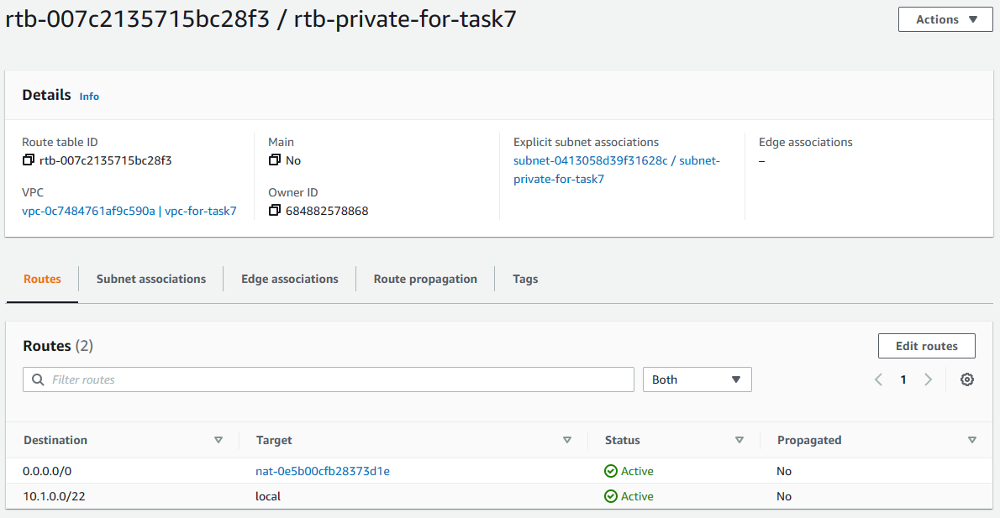 rtb-007c2135715bc28f3 / rtb-private-for-task7
Actions
Details Info
Route table ID
rtb-007c2135715bc28f3
Main
No
Explicit subnet associations
subnet-0413058d39f31628c / subnet-
private-for-task7
Edge associations
–
VPC
vpc-0c7484761af9c590a | vpc-for-task7
Owner ID
684882578868
Routes Subnet associations Edge associations Route propagation Tags
Routes (2)
Edit routes
Filter routes
Both
1
Destination Target Status Propagated
0.0.0.0/0 nat-0e5b00cfb28373d1e Active No
10.1.0.0/22 local Active No